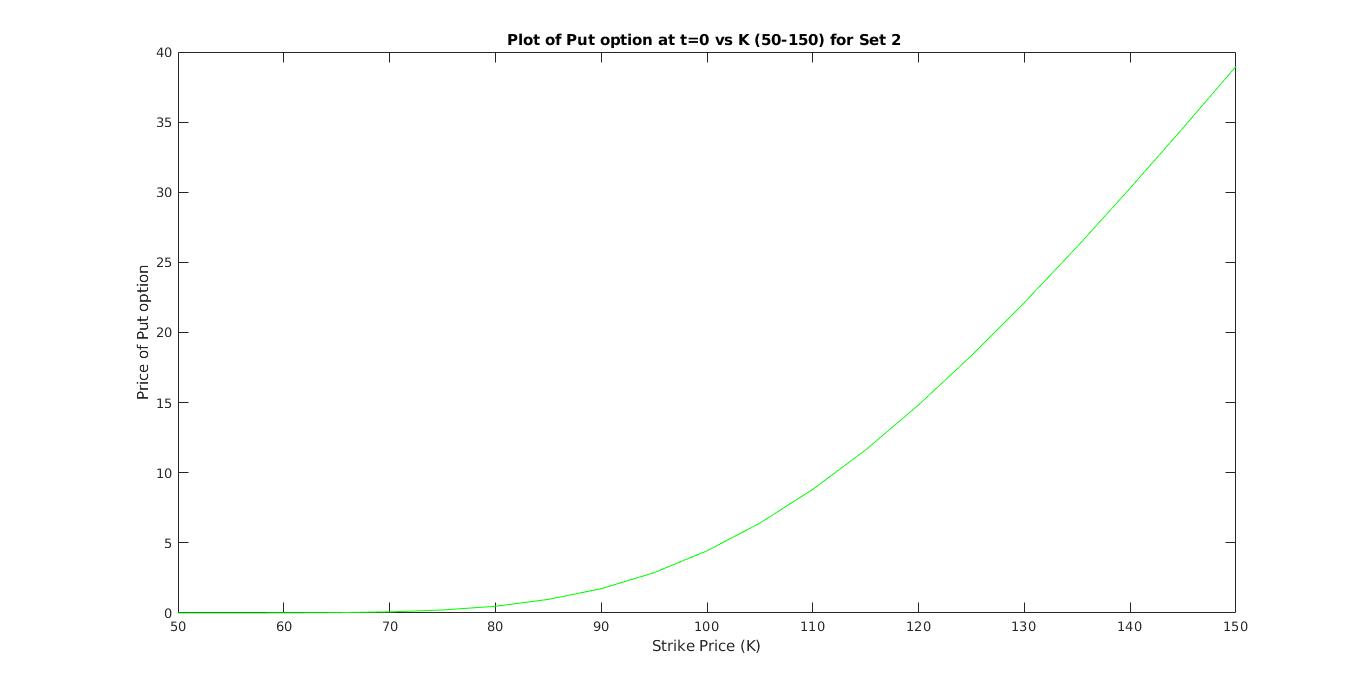 Plot of Put option at t=0 vs K (50-150) for Set 2
40
35
30
25
20
15
10
5
0
Price of Put option
50 60 70 80 90 100 110 120 130 140 150
Strike Price (K)